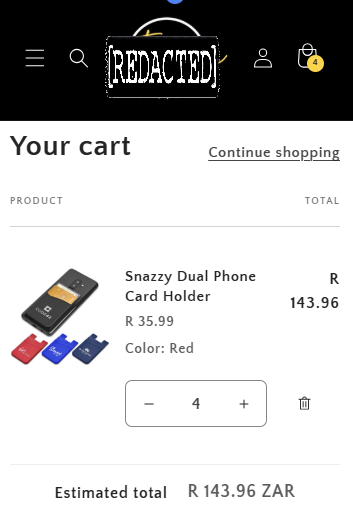 [REDACTED]
4
Your cart
Continue shopping
PRODUCT
TOTAL
Snazzy Dual Phone
Card Holder
R
143.96
R 35.99
Color: Red
− 4 +
Estimated total R 143.96 ZAR